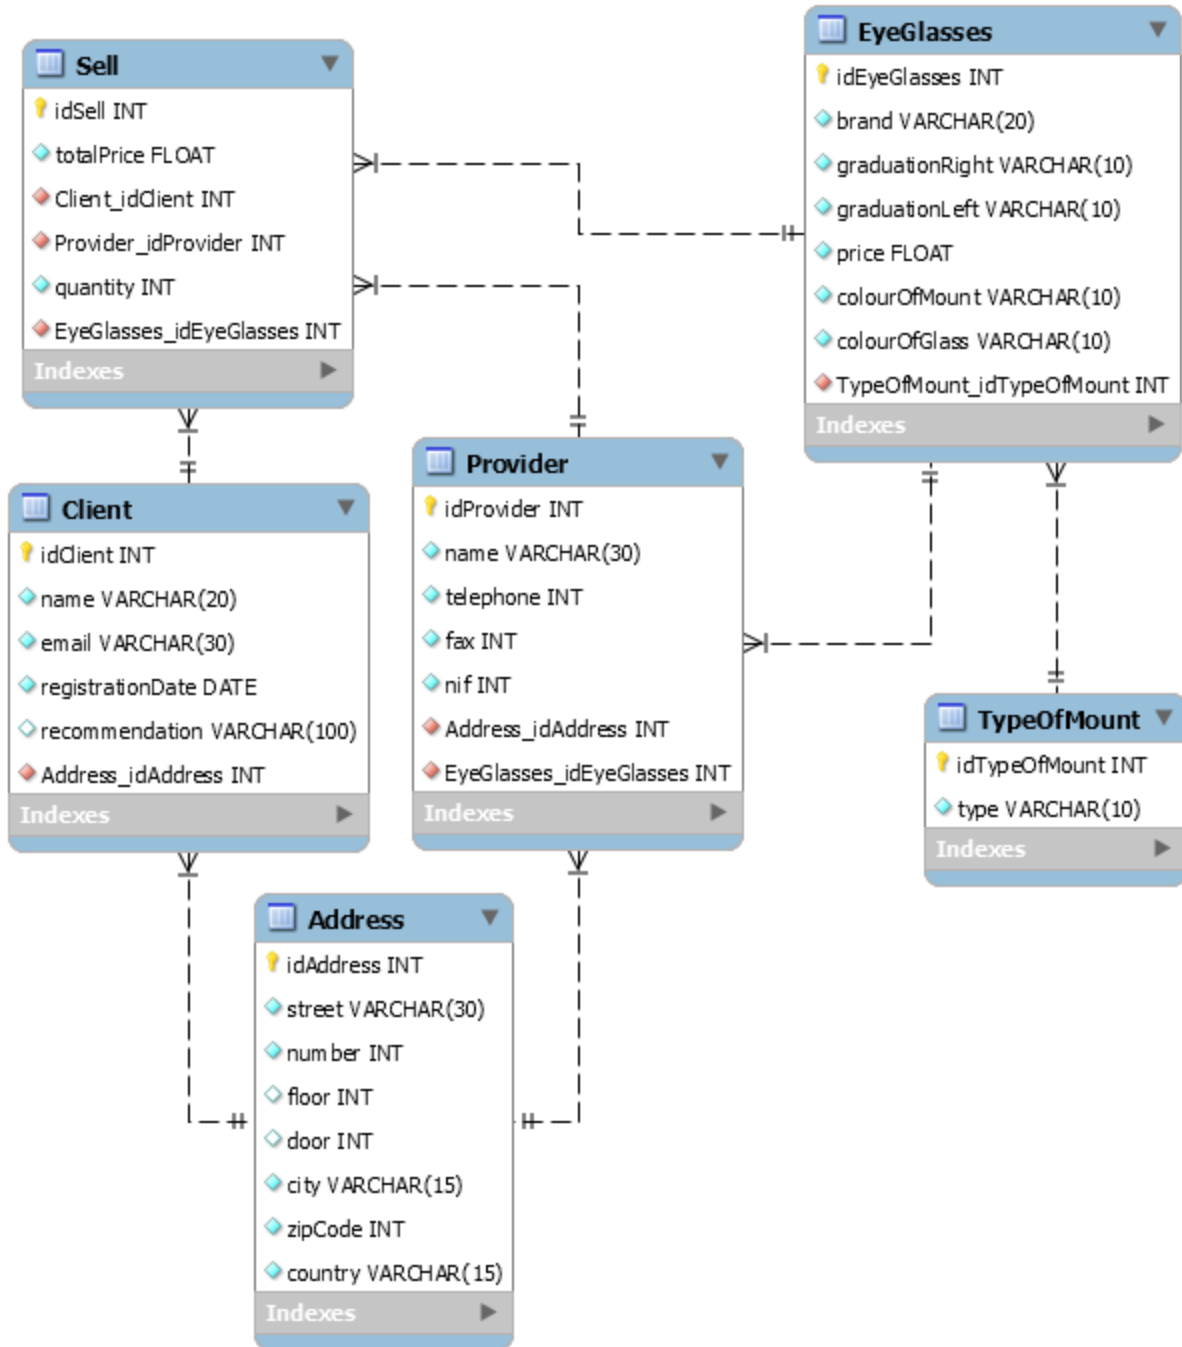 Sell
idSell INT
totalPrice FLOAT
Client_idClient INT
Provider_idProvider INT
quantity INT
EyeGlasses_idEyeGlasses INT
Indexes
EyeGlasses
idEyeGlasses INT
brand VARCHAR(20)
graduationRight VARCHAR(10)
graduationLeft VARCHAR(10)
price FLOAT
colourOfMount VARCHAR(10)
colourOfGlass VARCHAR(10)
TypeOfMount_idTypeOfMount INT
Indexes
Client
idClient INT
name VARCHAR(20)
email VARCHAR(30)
registrationDate DATE
recommendation VARCHAR(100)
Address_idAddress INT
Indexes
Provider
idProvider INT
name VARCHAR(30)
telephone INT
fax INT
nif INT
Address_idAddress INT
EyeGlasses_idEyeGlasses INT
Indexes
TypeOfMount
idTypeOfMount INT
type VARCHAR(10)
Indexes
Address
idAddress INT
street VARCHAR(30)
number INT
floor INT
door INT
city VARCHAR(15)
zipCode INT
country VARCHAR(15)
Indexes